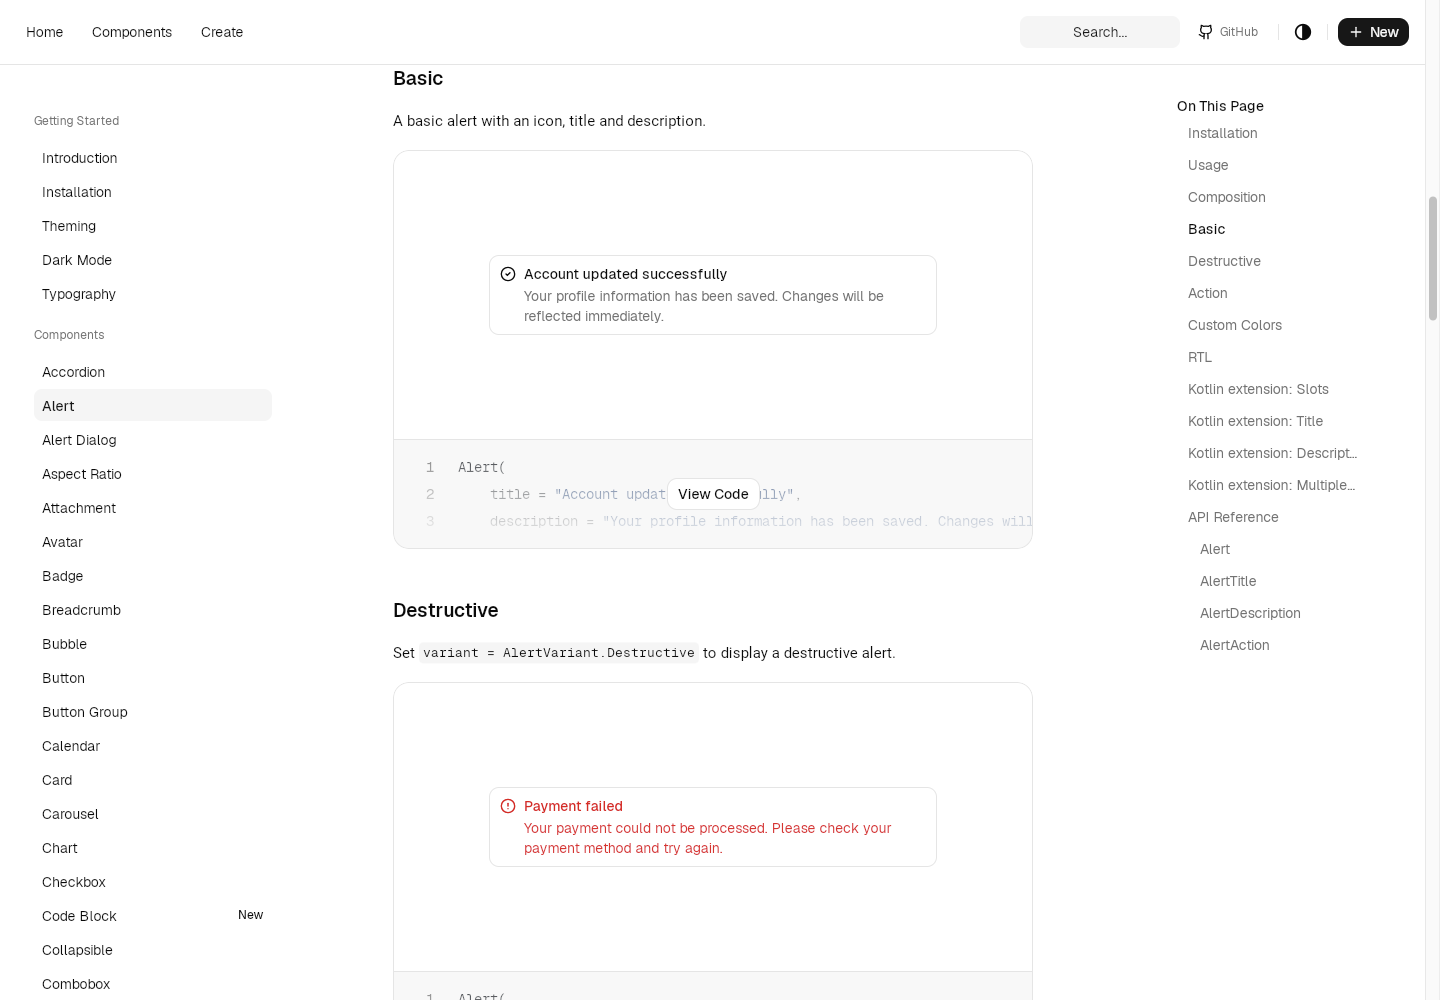 Home
Components
Create
Search...
GitHub
New
Getting Started
Introduction
Installation
Theming
Dark Mode
Typography
Components
Accordion
Alert
Alert Dialog
Aspect Ratio
Attachment
Avatar
Badge
Breadcrumb
Bubble
Button
Button Group
Calendar
Card
Carousel
Chart
Checkbox
Code Block
New
Collapsible
Combobox
Basic
A basic alert with an icon, title and description.
Account updated successfully
Your profile information has been saved. Changes will be
reflected immediately.
1 Alert(
2 title = "Account updat
View Code
ully",
3 description = "Your profile information has been saved. Changes will
Destructive
Set variant = AlertVariant.Destructive to display a destructive alert.
Payment failed
Your payment could not be processed. Please check your
payment method and try again.
1 Alert(
On This Page
Installation
Usage
Composition
Basic
Destructive
Action
Custom Colors
RTL
Kotlin extension: Slots
Kotlin extension: Title
Kotlin extension: Descript...
Kotlin extension: Multiple...
API Reference
Alert
AlertTitle
AlertDescription
AlertAction